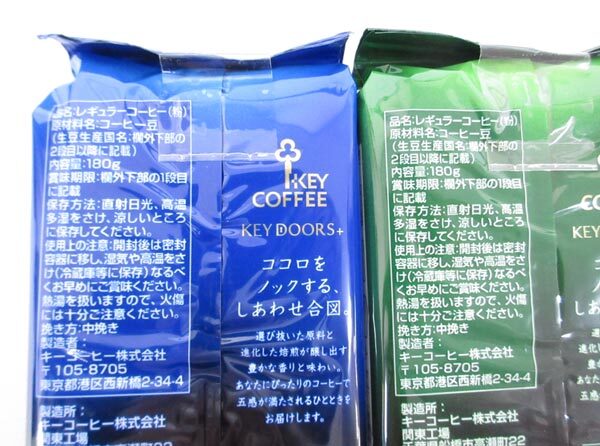 品名:レギュラーコーヒー(粉)
原材料名:コーヒー豆
(生豆生産国名:欄外下部の
2段目以降に記載)
内容量:180g
賞味期限:欄外下部の1段目
に記載
保存方法:直射日光、高温
多湿をさけ、涼しいところ
に保存してください。
使用上の注意:開封後は密封
容器に移し、湿気や高温をさ
け(冷蔵庫等に保存)なるべ
くお早めにご賞味ください。
熱湯を扱いますので、火傷
には十分ご注意ください。
挽き方:中挽き
製造者:
キーコーヒー株式会社
〒105-8705
東京都港区西新橋2-34-4
製造所:
キーコーヒー株式会社
関東工場
KEY
COFFEE
KEY DOORS+
ココロを
ノックする、
しあわせ合図。
選び抜いた原料と
進化した焙煎が醸し出す
豊かな香りと味わい。
あなたにぴったりのコーヒーで
五感が満たされるひとときを
お届けします。
品名:レギュラーコーヒー(粉)
原材料名:コーヒー豆
(生豆生産国名:欄外下部の
2段目以降に記載)
内容量:180g
賞味期限:欄外下部の1段目
に記載
保存方法:直射日光、高温
多湿をさけ、涼しいところ
に保存してください。
使用上の注意:開封後は密封
容器に移し、湿気や高温をさ
け(冷蔵庫等に保存)なるべ
くお早めにご賞味ください。
熱湯を扱いますので、火傷
には十分ご注意ください。
挽き方:中挽き
製造者:
キーコーヒー株式会社
〒105-8705
東京都港区西新橋2-34-4
製造所:
キーコーヒー株式会社
関東工場
千葉県船橋市高瀬町22
KEY
コ
ノッ
しあ